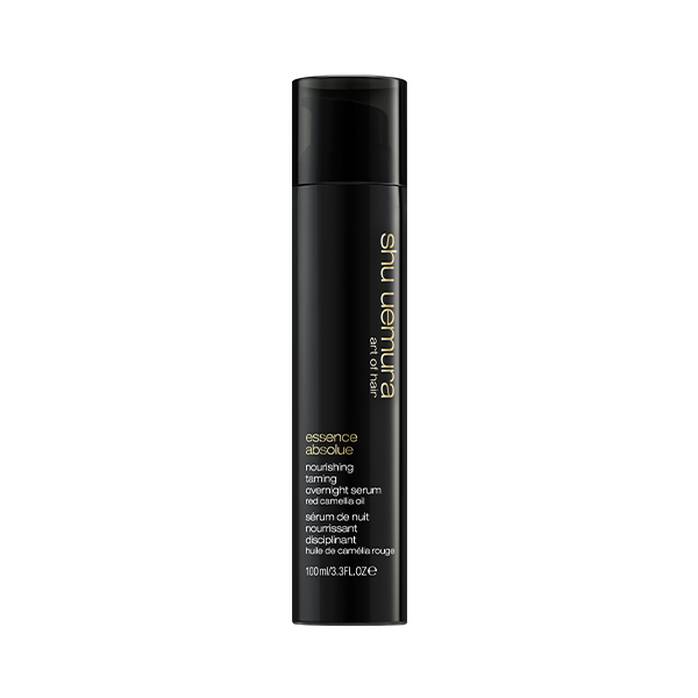 shu uemura
art of hair
essence
absolue
nourishing
taming
overnight serum
red camellia oil
sérum de nuit
nourrissant
disciplinant
huile de camélia rouge
100ml/3.3FL.OZ℮